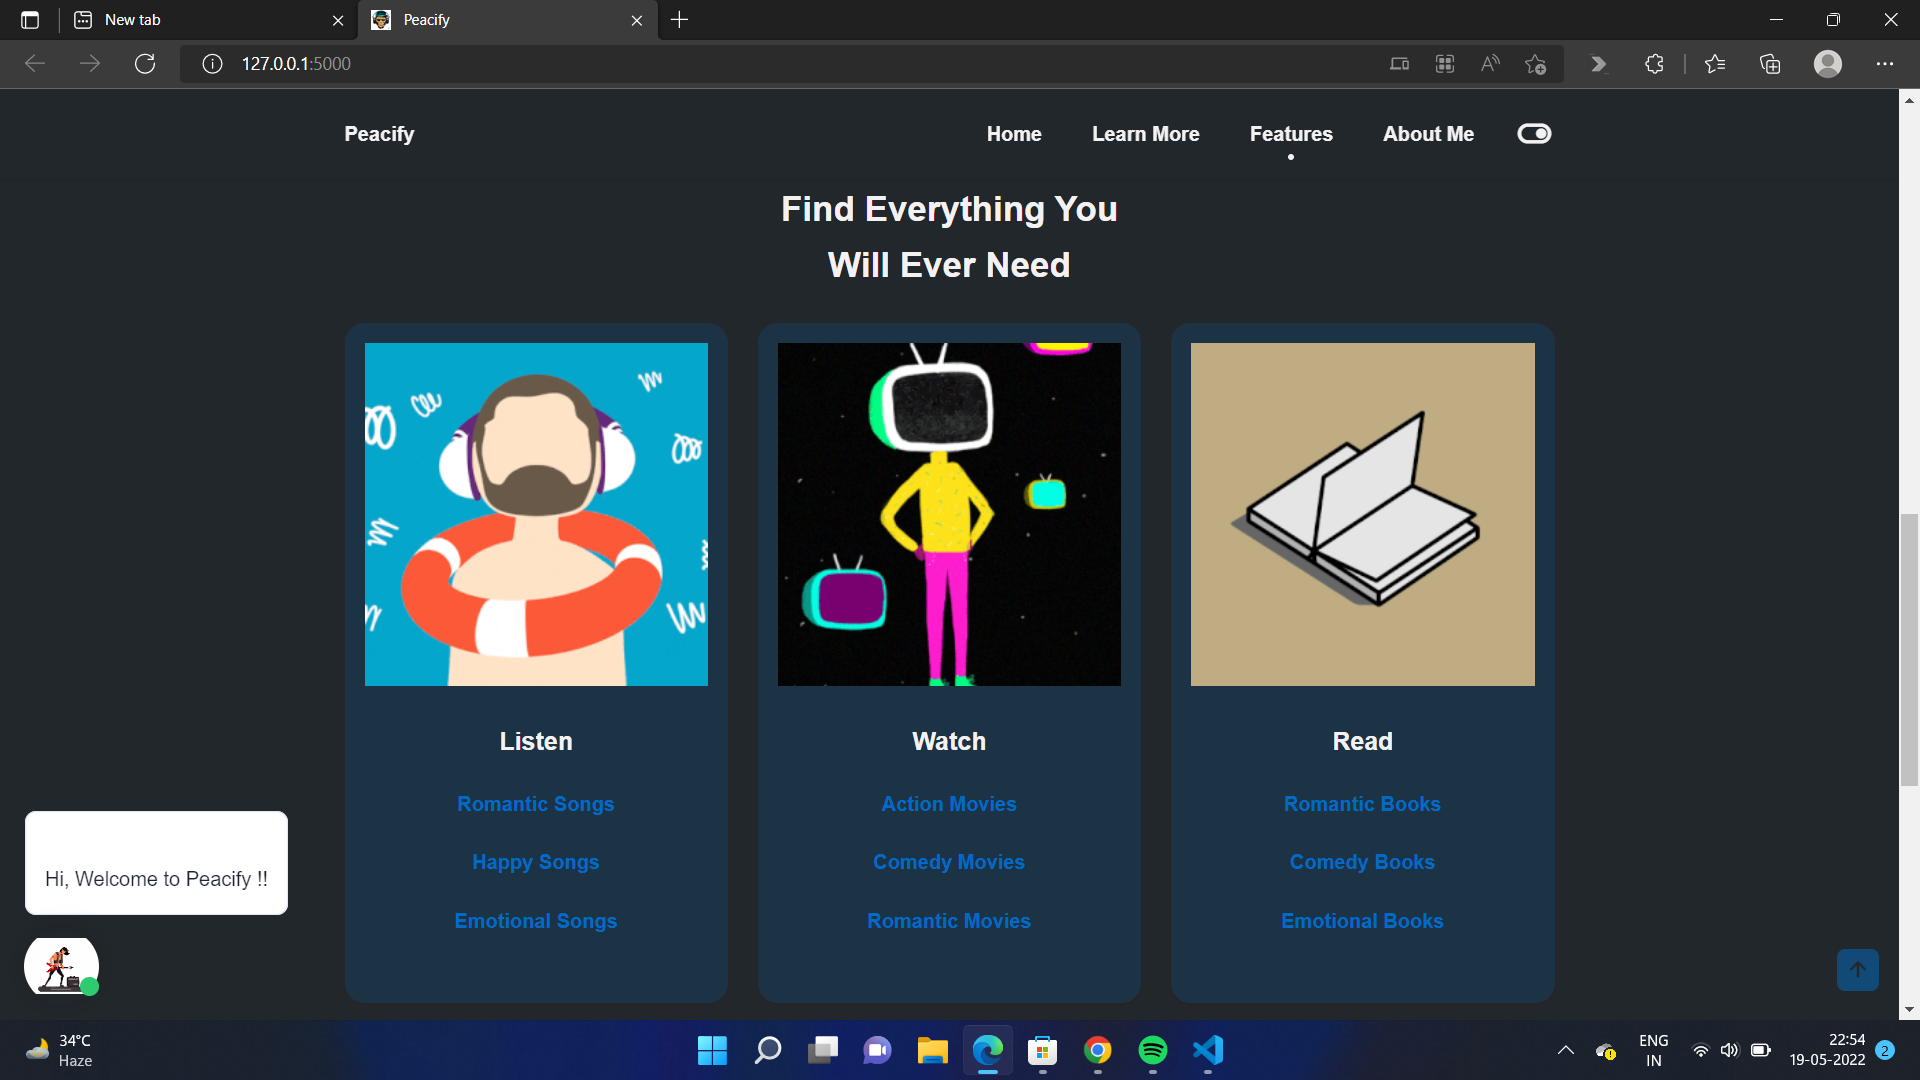 New tab
Peacify
127.0.0.1:5000
Peacify
Home
Learn More
Features
About Me
Find Everything You
Will Ever Need
Listen
Romantic Songs
Happy Songs
Emotional Songs
Watch
Action Movies
Comedy Movies
Romantic Movies
Read
Romantic Books
Comedy Books
Emotional Books
Hi, Welcome to Peacify !!
34°C
Haze
ENG
IN
22:54
19-05-2022
2